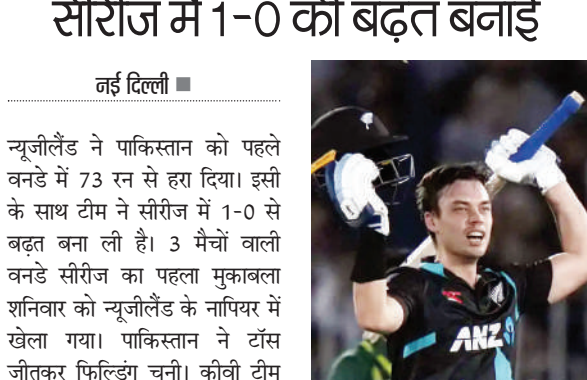 सीरीज में 1-0 की बढ़त बनाई
नई दिल्ली
न्यूजीलैंड ने पाकिस्तान को पहले
वनडे में 73 रन से हरा दिया। इसी
के साथ टीम ने सीरीज में 1-0 से
बढ़त बना ली है। 3 मैचों वाली
वनडे सीरीज का पहला मुकाबला
शनिवार को न्यूजीलैंड के नापियर में
खेला गया। पाकिस्तान ने टॉस
जीतकर फिल्डिंग चुनी। कीवी टीम
ANZ